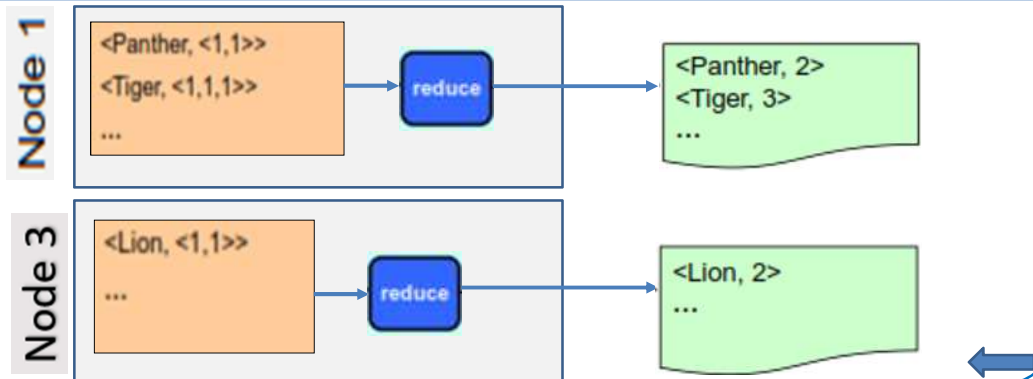 Node 1
<Panther, <1,1>>
<Tiger, <1,1,1>>
...
reduce
<Panther, 2>
<Tiger, 3>
...
Node 3
<Lion, <1,1>>
...
reduce
<Lion, 2>
...